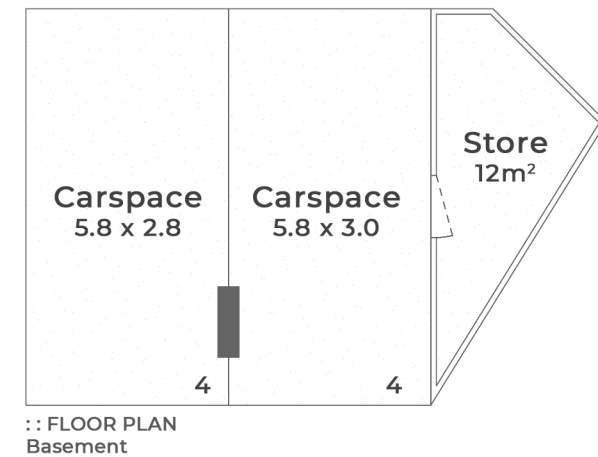 Carspace
5.8 x 2.8
4
Carspace
5.8 x 3.0
4
Store
12m²
: : FLOOR PLAN
Basement